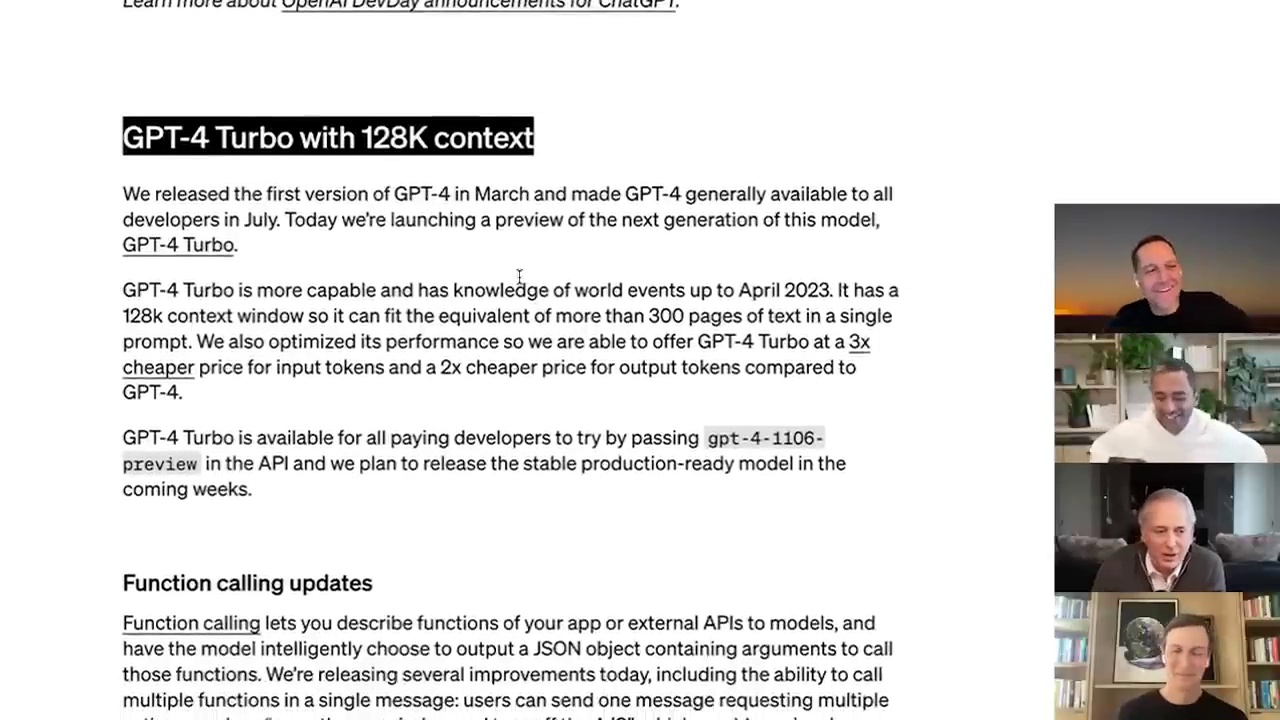 Learn more about OpenAI DevDay announcements for ChatGPT.
GPT-4 Turbo with 128K context
We released the first version of GPT-4 in March and made GPT-4 generally available to all
developers in July. Today we're launching a preview of the next generation of this model,
GPT-4 Turbo.
GPT-4 Turbo is more capable and has knowledge of world events up to April 2023. It has a
128k context window so it can fit the equivalent of more than 300 pages of text in a single
prompt. We also optimized its performance so we are able to offer GPT-4 Turbo at a 3x
cheaper price for input tokens and a 2x cheaper price for output tokens compared to
GPT-4.
GPT-4 Turbo is available for all paying developers to try by passing gpt-4-1106-
preview in the API and we plan to release the stable production-ready model in the
coming weeks.
Function calling updates
Function calling lets you describe functions of your app or external APIs to models, and
have the model intelligently choose to output a JSON object containing arguments to call
those functions. We're releasing several improvements today, including the ability to call
multiple functions in a single message: users can send one message requesting multiple